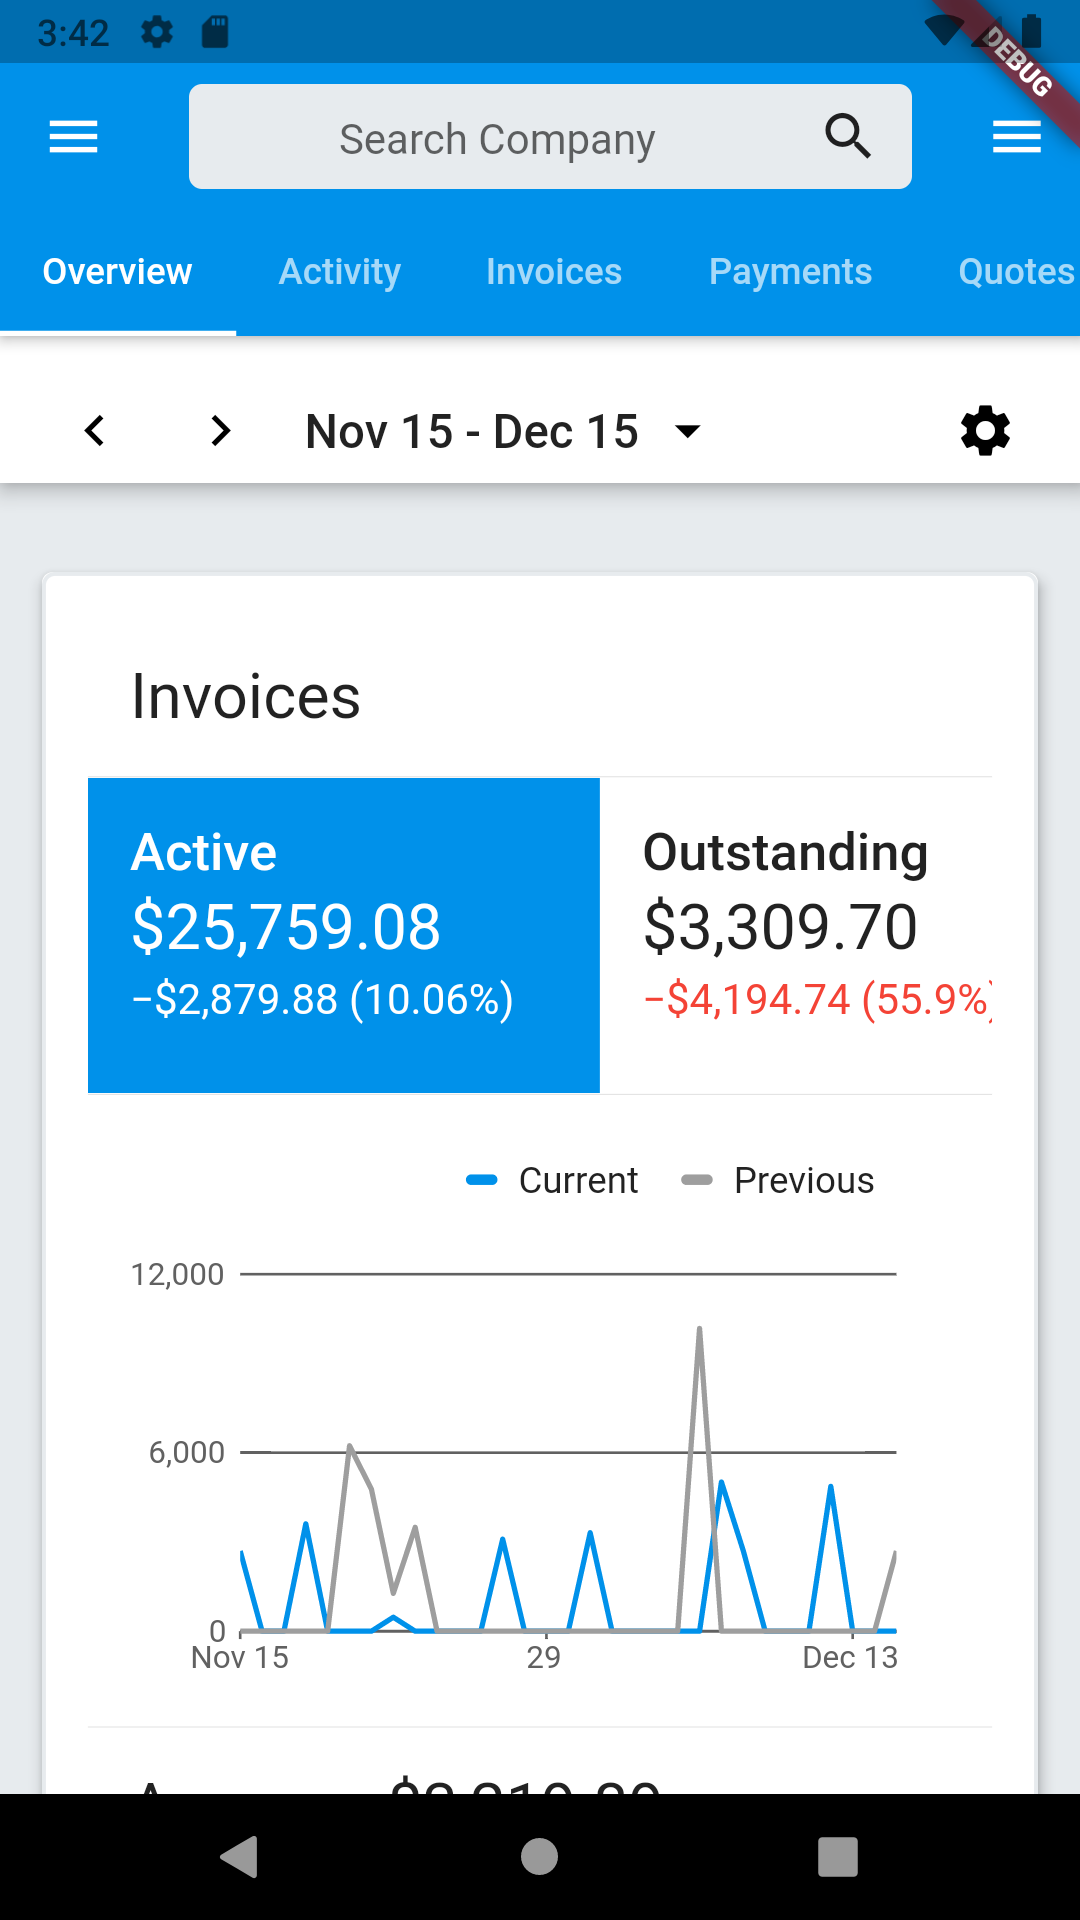 3:42
DEBUG
Search Company
Overview Activity Invoices Payments Quotes
Nov 15 - Dec 15
Invoices
Active
$25,759.08
−$2,879.88 (10.06%)
Outstanding
$3,309.70
−$4,194.74 (55.9%)
Current Previous
12,000
6,000
0
Nov 15 29 Dec 13